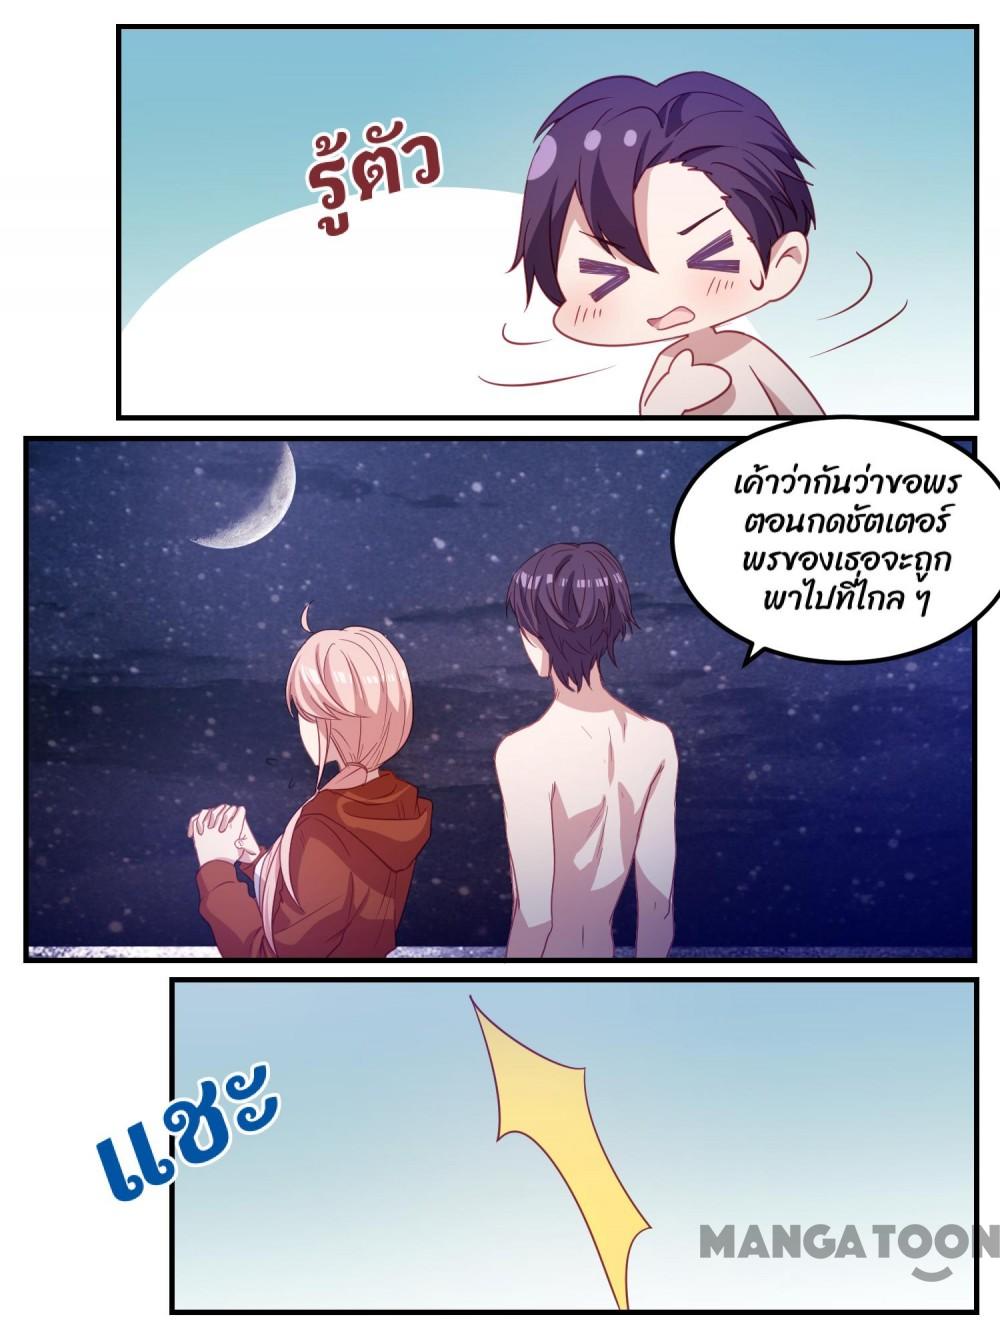 รู้ตัว
เค้าว่ากันว่าขอพร
ตอนกดชัตเตอร์
พรของเธอจะถูก
พาไปที่ไกล ๆ
แชะ
MANGATOON